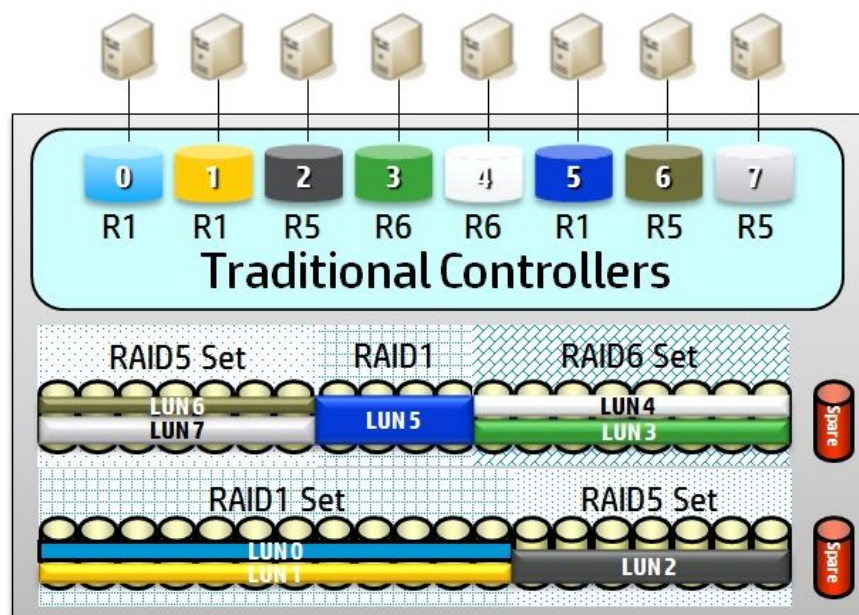 0 1 2 3 4 5 6 7
R1 R1 R5 R6 R6 R1 R5 R5
Traditional Controllers
RAID5 Set RAID1 RAID6 Set
LUN 6 LUN 5 LUN 4 Spare
LUN 7 LUN 3
RAID1 Set RAID5 Set
LUN 0 LUN 2 Spare
LUN 1